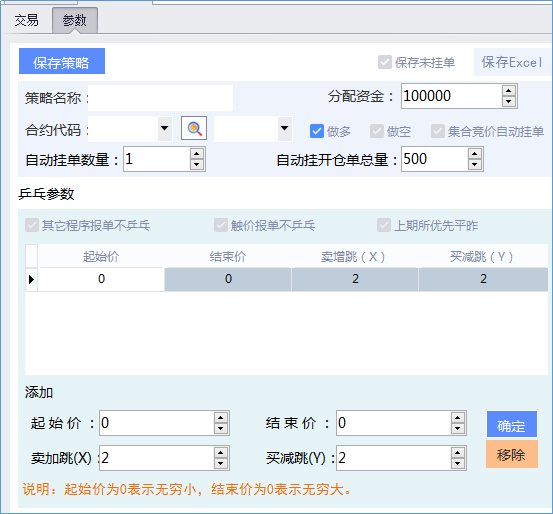 交易 参数
保存策略 保存未挂单 保存Excel
策略名称: 分配资金: 100000
合约代码: 做多 做空 集合竞价自动挂单
自动挂单数量: 1 自动挂开仓单总量: 500
乒乓参数
其它程序报单不乒乓 触价报单不乒乓 上期所优先平昨
起始价 结束价 卖增跳(X) 买减跳(Y)
0 0 2 2
添加
起始价: 0 结束价: 0 确定
卖加跳(X): 2 买减跳(Y): 2 移除
说明: 起始价为0表示无穷小, 结束价为0表示无穷大。